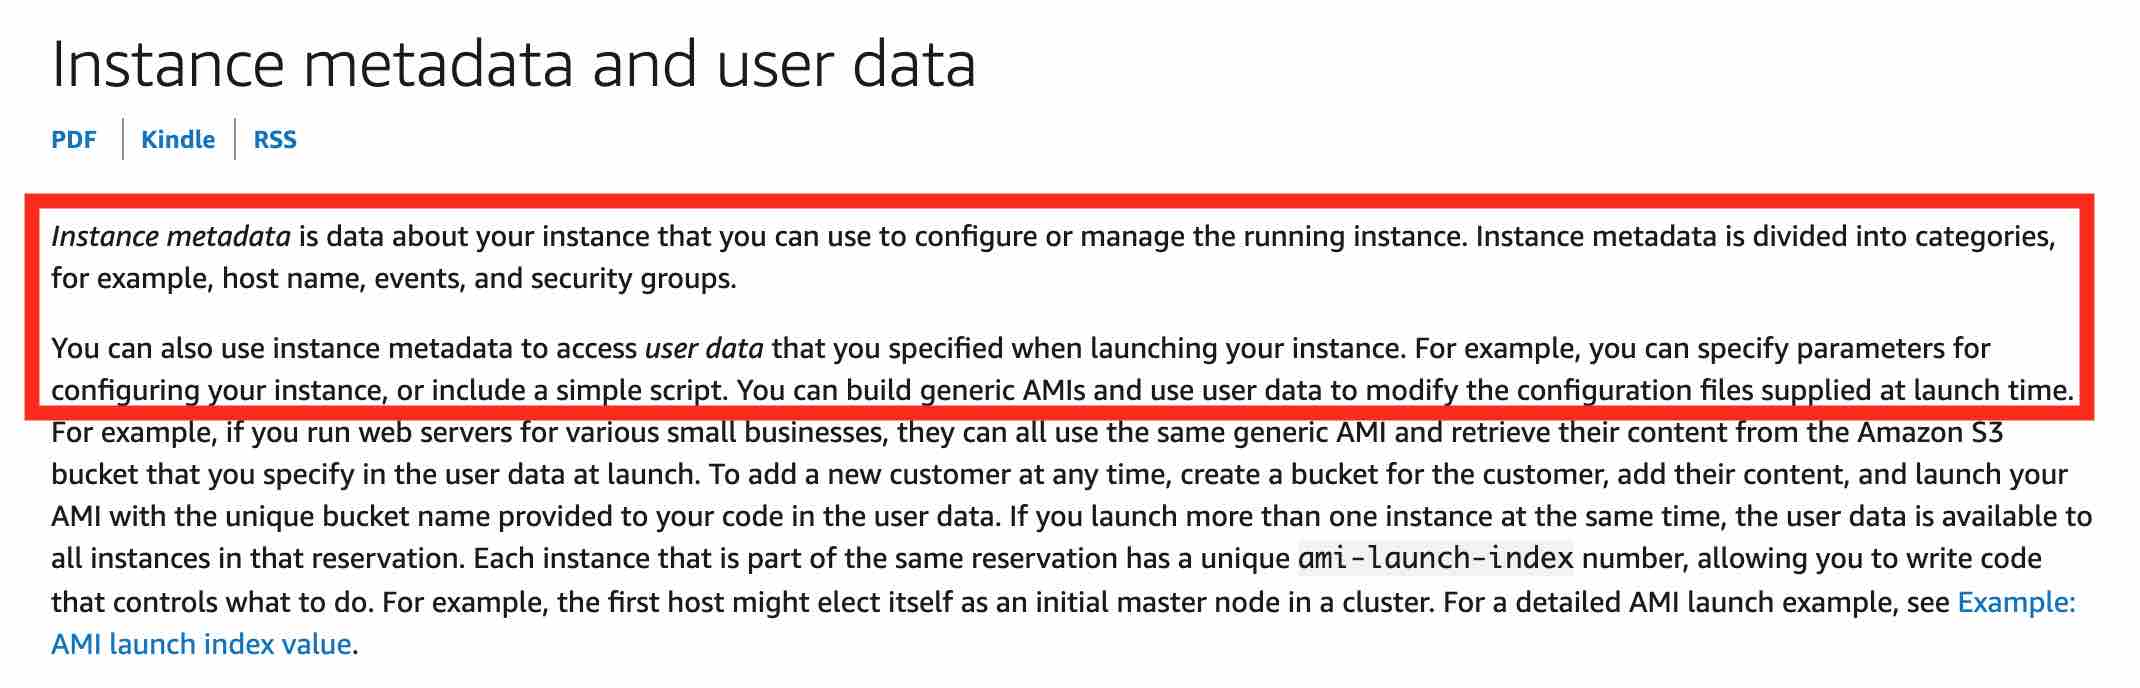 Instance metadata and user data
PDF | Kindle | RSS
Instance metadata is data about your instance that you can use to configure or manage the running instance. Instance metadata is divided into categories,
for example, host name, events, and security groups.
You can also use instance metadata to access user data that you specified when launching your instance. For example, you can specify parameters for
configuring your instance, or include a simple script. You can build generic AMIs and use user data to modify the configuration files supplied at launch time.
For example, if you run web servers for various small businesses, they can all use the same generic AMI and retrieve their content from the Amazon S3
bucket that you specify in the user data at launch. To add a new customer at any time, create a bucket for the customer, add their content, and launch your
AMI with the unique bucket name provided to your code in the user data. If you launch more than one instance at the same time, the user data is available to
all instances in that reservation. Each instance that is part of the same reservation has a unique ami-launch-index number, allowing you to write code
that controls what to do. For example, the first host might elect itself as an initial master node in a cluster. For a detailed AMI launch example, see Example:
AMI launch index value.